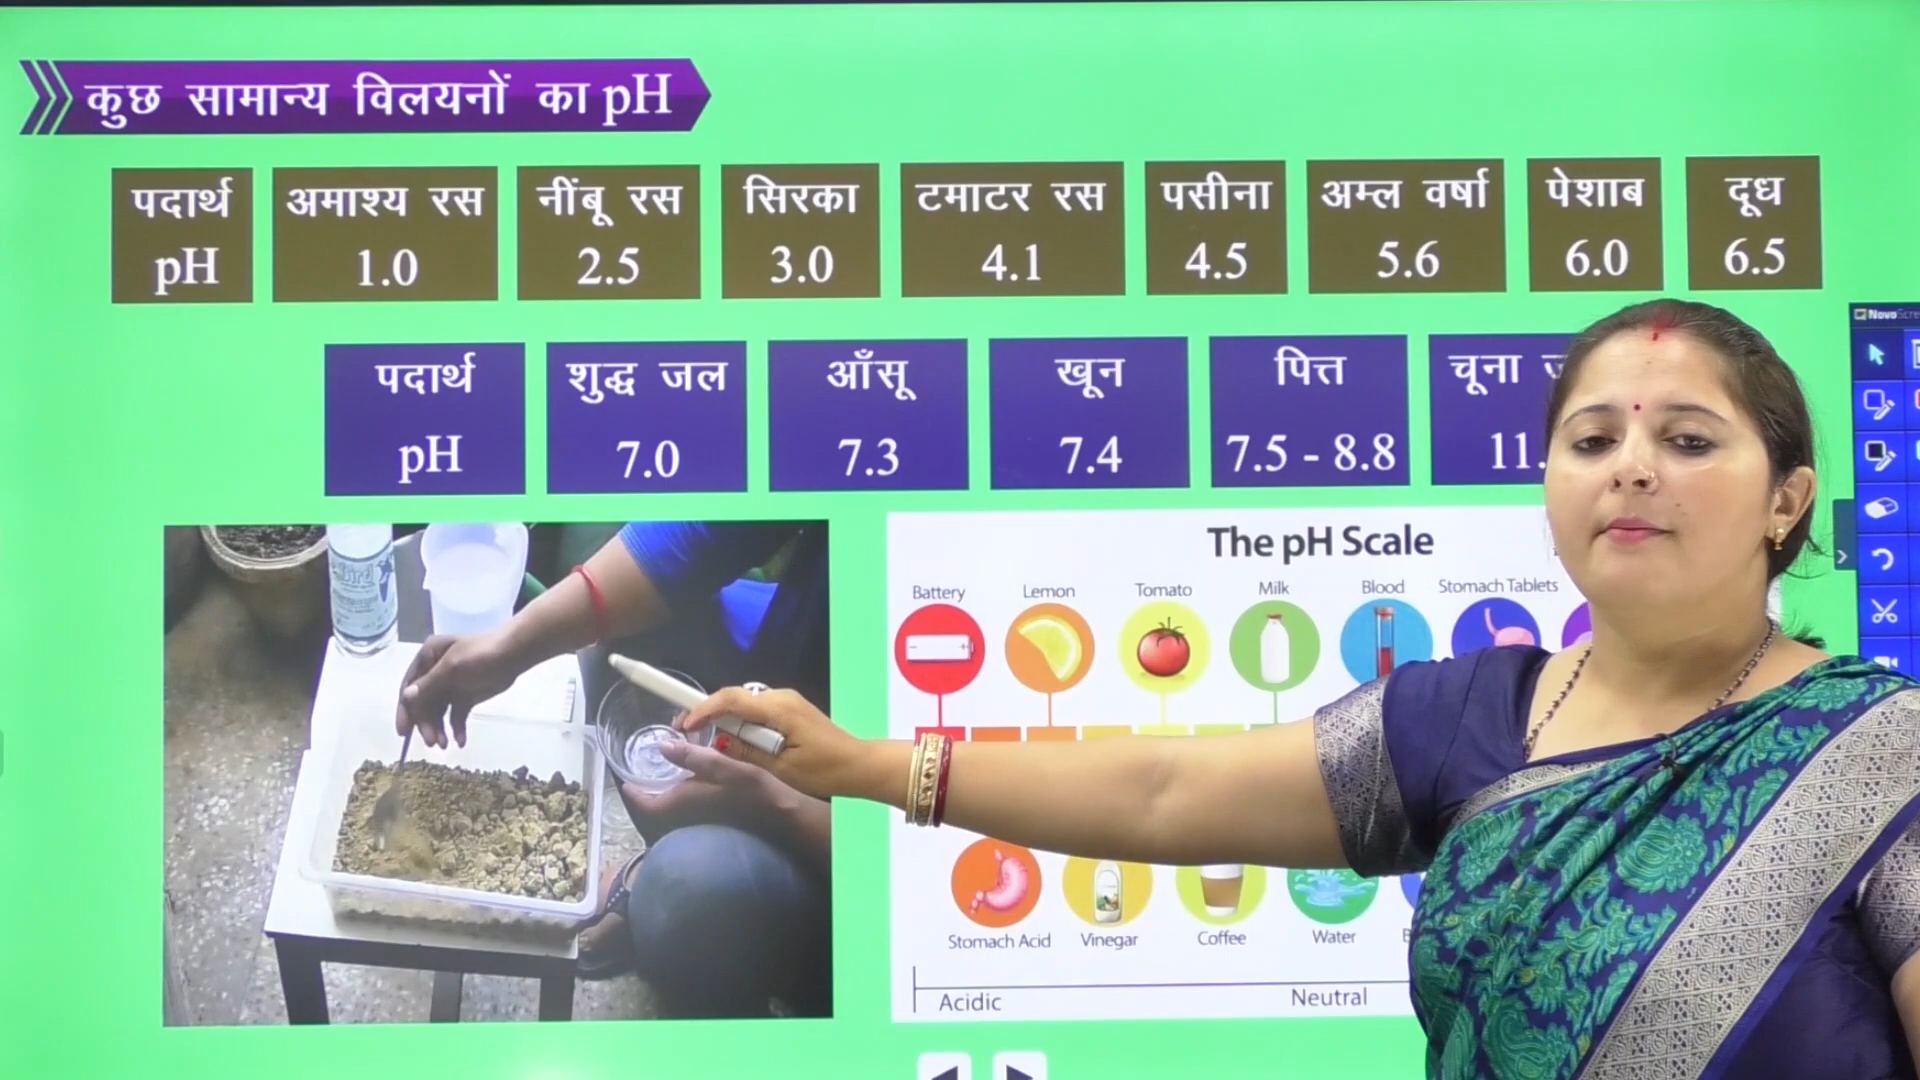 कुछ सामान्य विलयनों का pH
पदार्थ अमाश्य रस नींबू रस सिरका टमाटर रस पसीना अम्ल वर्षा पेशाब दूध
pH 1.0 2.5 3.0 4.1 4.5 5.6 6.0 6.5
पदार्थ शुद्ध जल आँसू खून पित्त चूना
pH 7.0 7.3 7.4 7.5 - 8.8 11.
The pH Scale
Battery Lemon Tomato Milk Blood Stomach Tablets
Stomach Acid Vinegar Coffee Water
Acidic Neutral